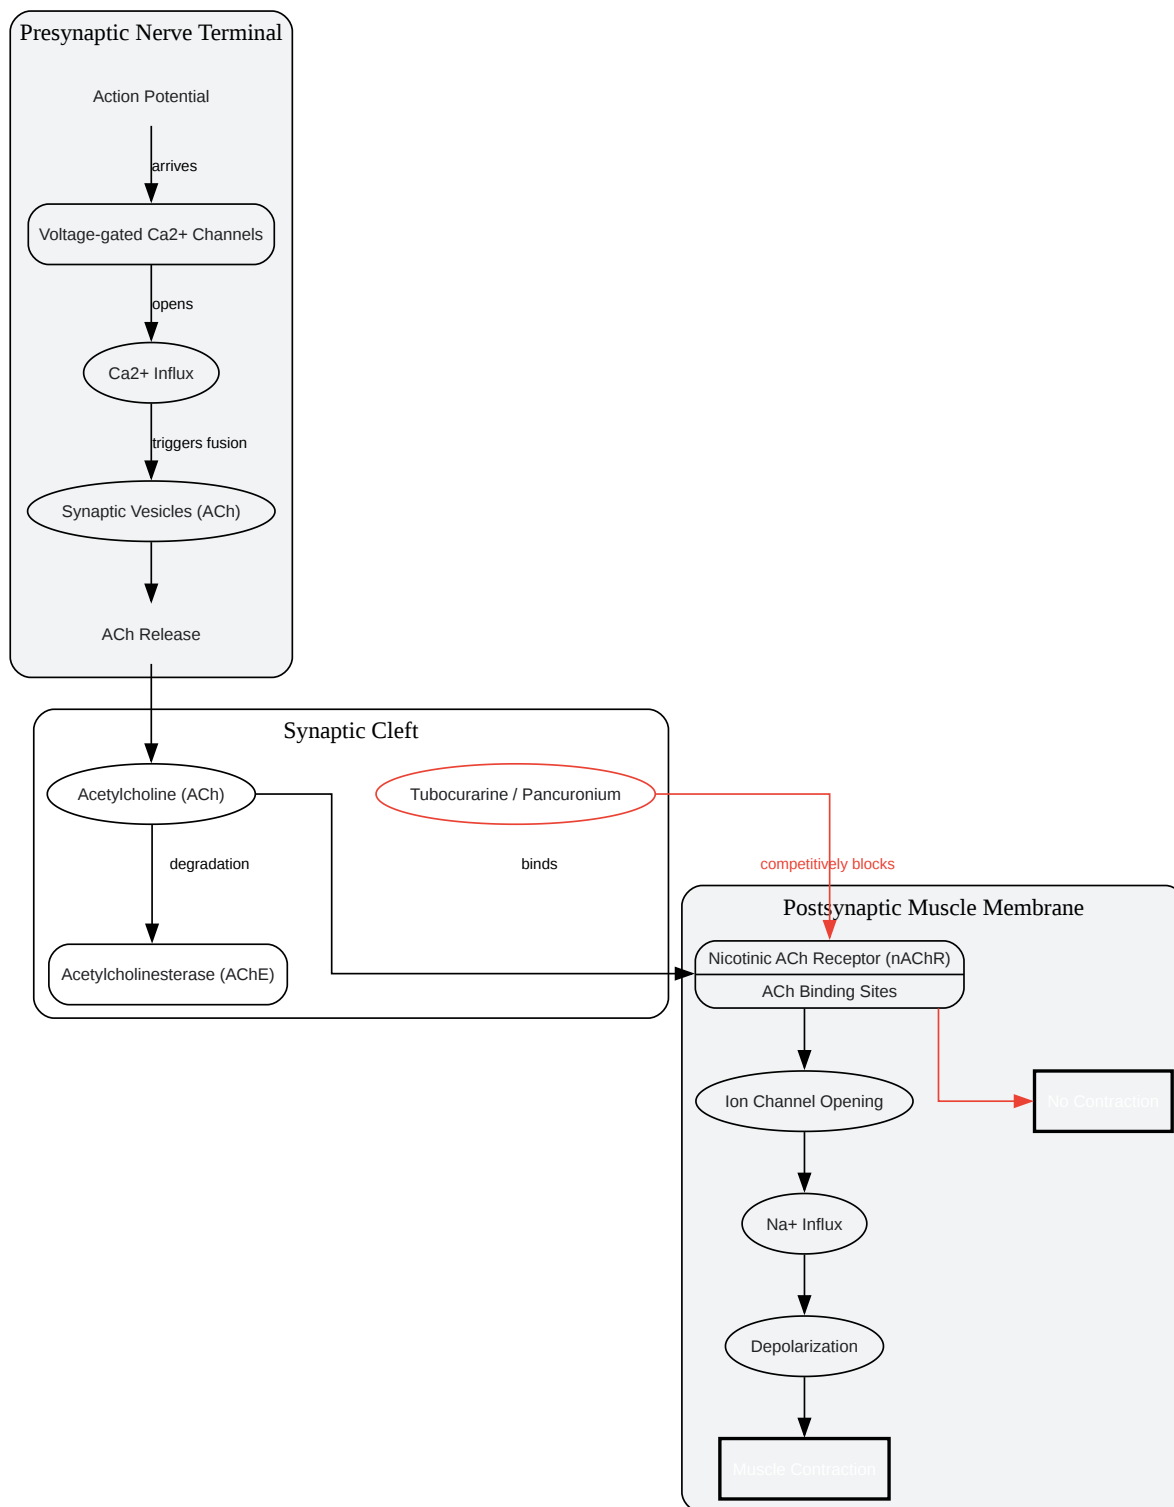 Presynaptic Nerve Terminal
Action Potential
arrives
Voltage-gated Ca2+ Channels
opens
Ca2+ Influx
triggers fusion
Synaptic Vesicles (ACh)
ACh Release
Synaptic Cleft
Acetylcholine (ACh)
Tubocurarine / Pancuronium
degradation
binds
competitively blocks
Acetylcholinesterase (AChE)
Postsynaptic Muscle Membrane
Nicotinic ACh Receptor (nAChR)
ACh Binding Sites
Ion Channel Opening
No Contraction
Na+ Influx
Depolarization
Muscle Contraction